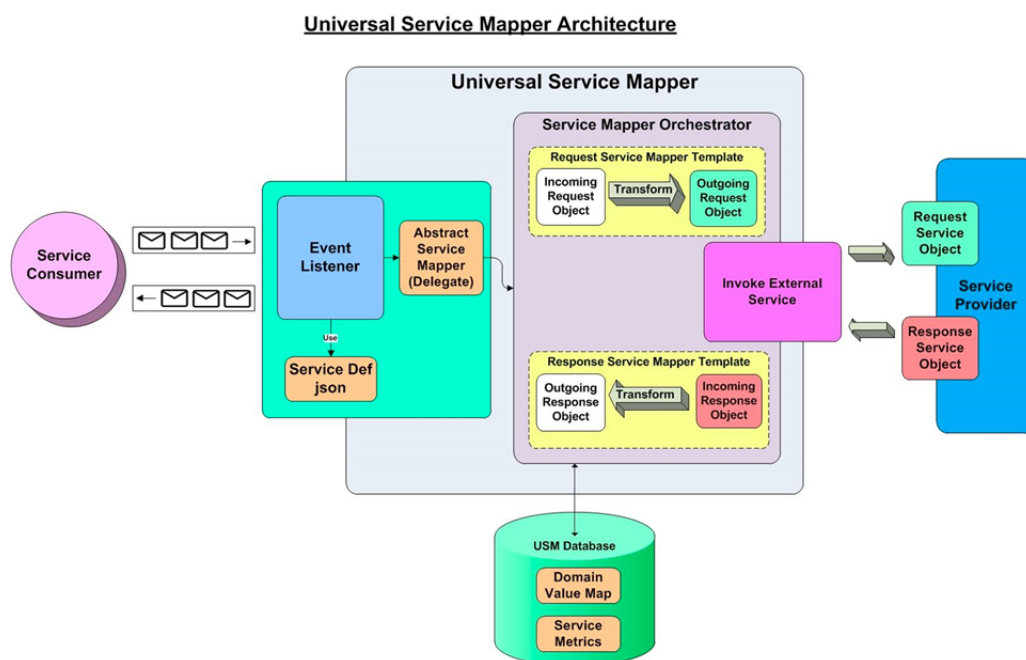 Universal Service Mapper Architecture
Universal Service Mapper
Service Mapper Orchestrator
Request Service Mapper Template
Incoming
Request
Object
Transform
Outgoing
Request
Object
Service
Consumer
Event
Listener
Abstract
Service
Mapper
(Delegate)
Use
Service Def
json
Invoke External
Service
Request
Service
Object
Service
Provider
Response
Service
Object
Response Service Mapper Template
Outgoing
Response
Object
Transform
Incoming
Response
Object
USM Database
Domain
Value Map
Service
Metrics